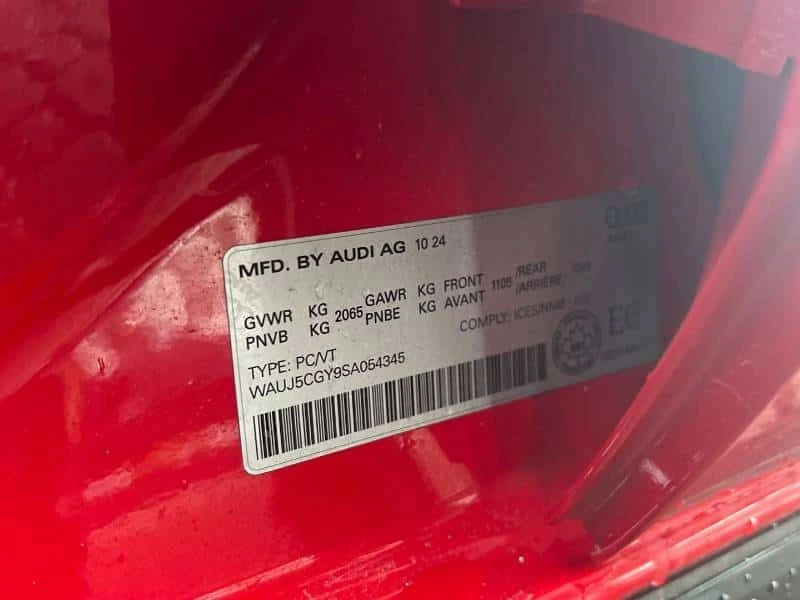 MFD. BY AUDI AG 10 24
GVWR KG 2065 GAWR KG FRONT 1105 /REAR
PNVB KG PNBE KG AVANT /ARRIÈRE
COMPLY: ICES/NMB
TYPE: PC/VT
WAUJ5CGY9SA054345